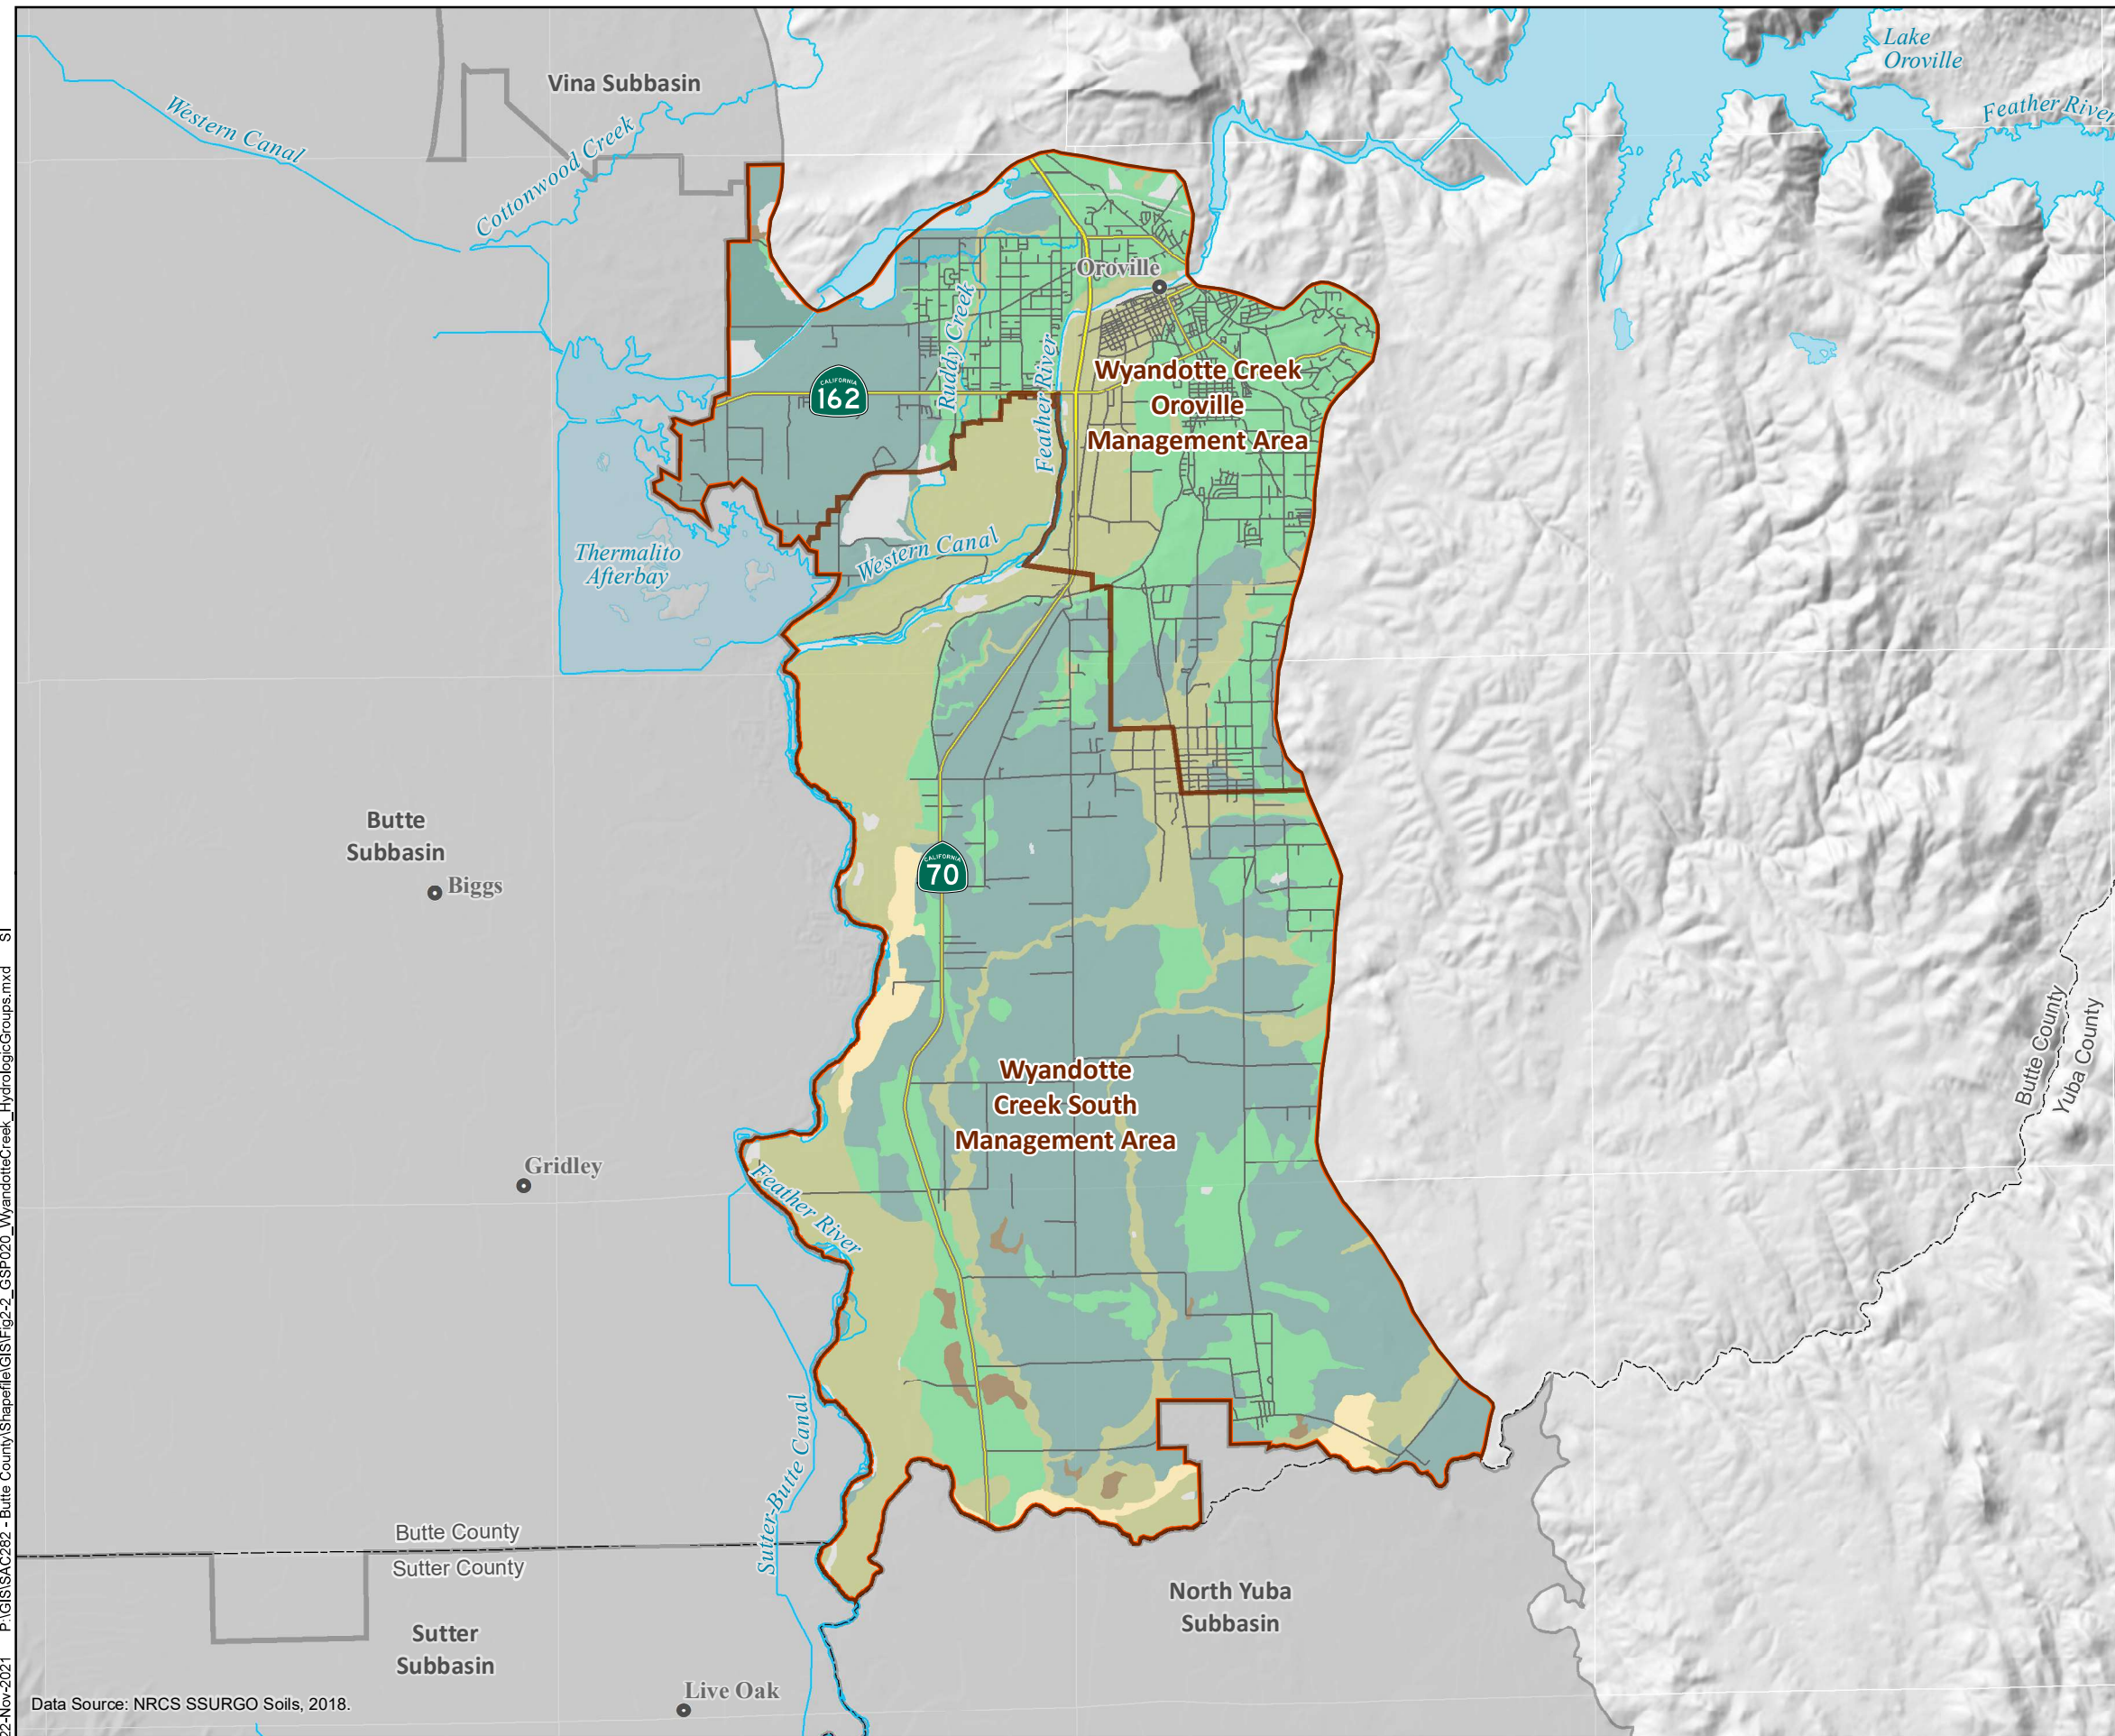 Lake
Oroville
Feather River
Vina Subbasin
Western Canal
Cottonwood Creek
Oroville
Ruddy Creek
Feather River
Wyandotte Creek
Oroville
Management Area
CALIFORNIA
162
Western Canal
Thermalito
Afterbay
Butte
Subbasin
Biggs
CALIFORNIA
70
Butte County
Yuba County
Wyandotte
Creek South
Management Area
Gridley
Feather River
Sutter-Butte Canal
Butte County
Sutter County
North Yuba
Subbasin
Sutter
Subbasin
Live Oak
Data Source: NRCS SSURGO Soils, 2018.
22-Nov-2021 P:\GIS\SAC282 - Butte County\Shapefile\GIS\Fig2-2_GSP020_WyandotteCreek_HydrologicGroups.mxd SI